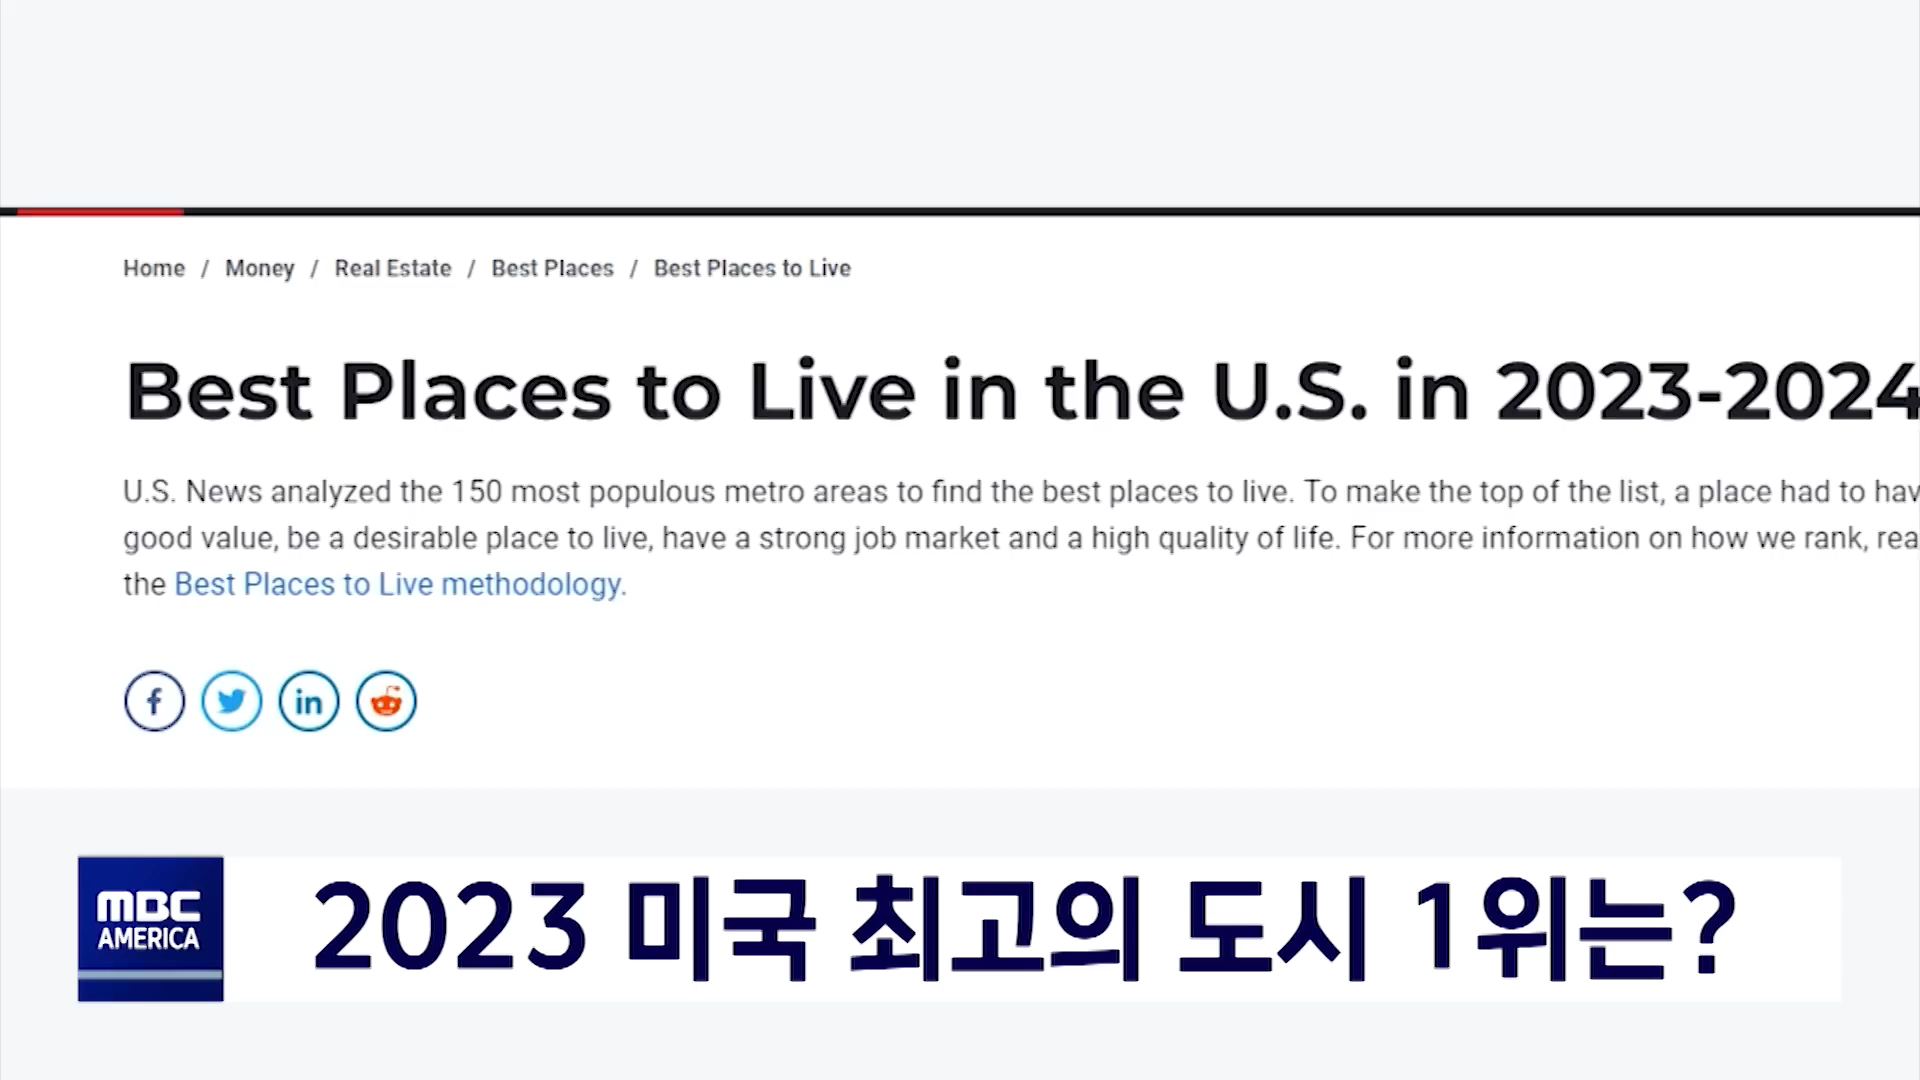 Home / Money / Real Estate / Best Places / Best Places to Live
Best Places to Live in the U.S. in 2023-2024
U.S. News analyzed the 150 most populous metro areas to find the best places to live. To make the top of the list, a place had to hav
good value, be a desirable place to live, have a strong job market and a high quality of life. For more information on how we rank, rea
the Best Places to Live methodology.
MBC
AMERICA
2023 미국 최고의 도시 1위는?